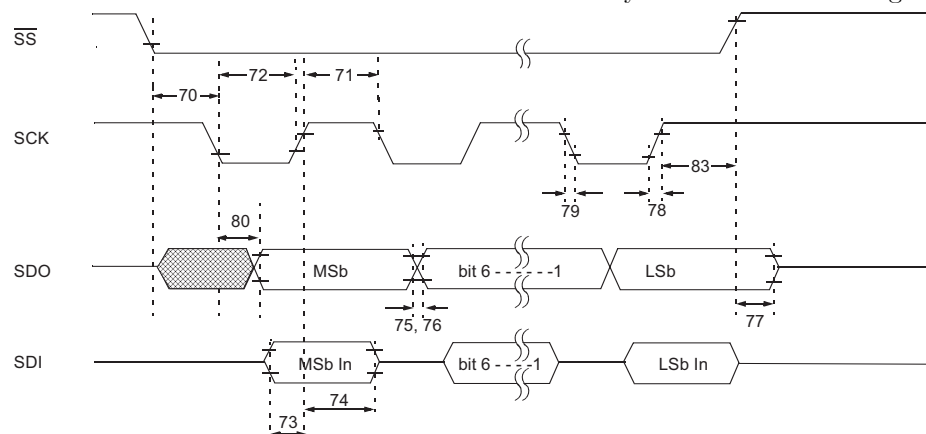 SS
72
71
70
SCK
83
79
78
80
SDO
MSb
bit 6 - - - - - -1
LSb
75, 76
77
SDI
MSb In
bit 6 - - - -1
LSb In
74
73